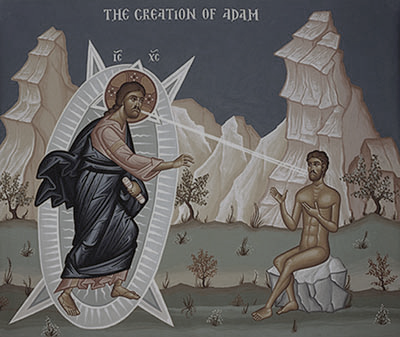 THE CREATION OF ADAM
IC XC